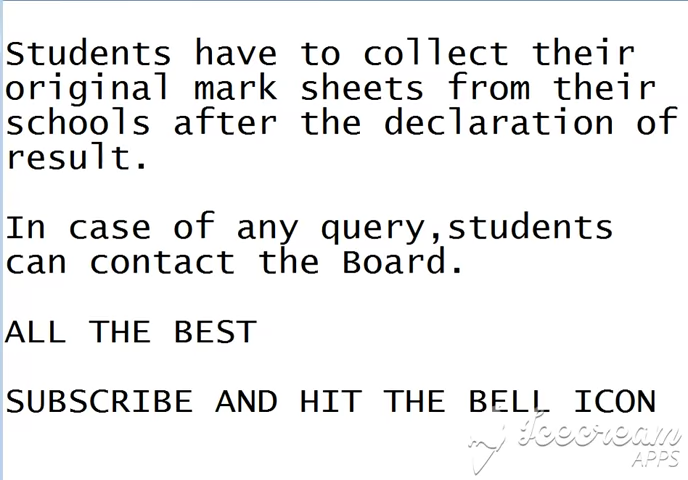 Students have to collect their
original mark sheets from their
schools after the declaration of
result.
In case of any query,students
can contact the Board.
ALL THE BEST
SUBSCRIBE AND HIT THE BELL ICON
Icecream
APPS